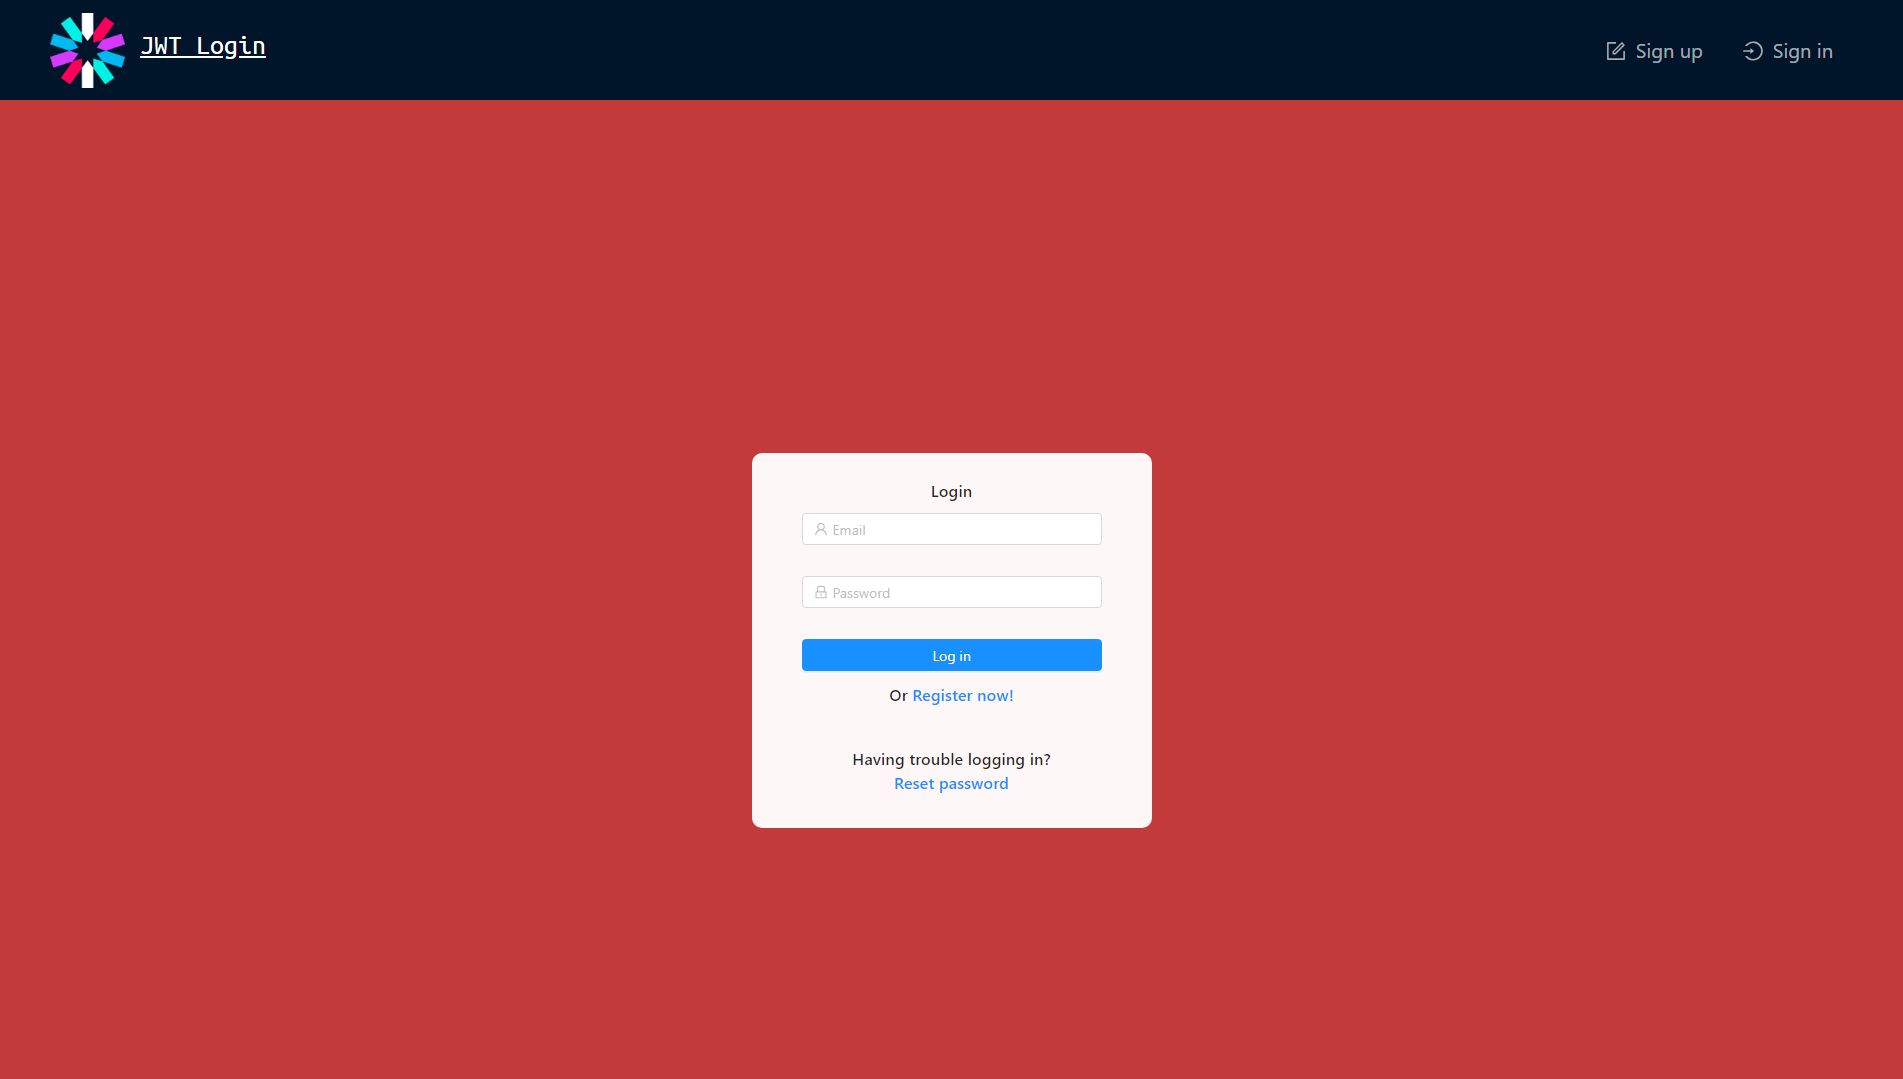 JWT Login
Sign up
Sign in
Login
Email
Password
Log in
Or Register now!
Having trouble logging in?
Reset password